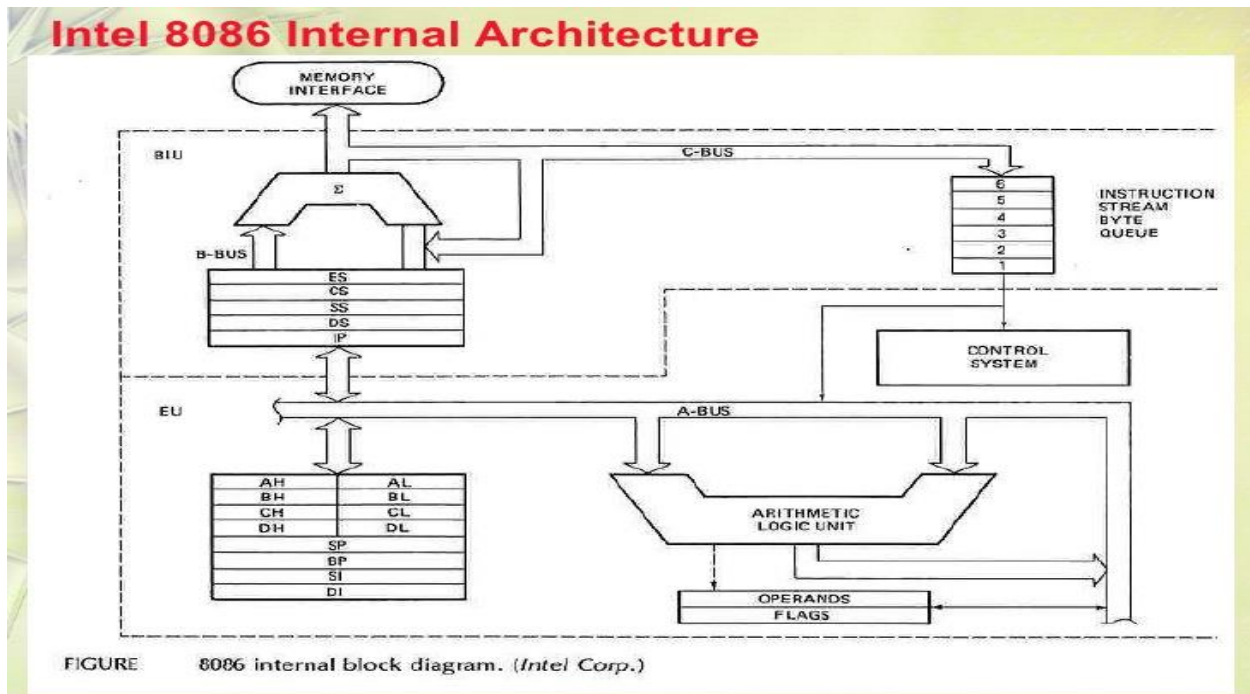 Intel 8086 Internal Architecture
MEMORY
INTERFACE
BIU
C-BUS
Σ
B-BUS
6
5
4
3
2
1
INSTRUCTION
STREAM
BYTE
QUEUE
ES
CS
SS
DS
IP
CONTROL
SYSTEM
EU
A-BUS
AH AL
BH BL
CH CL
DH DL
SP
BP
SI
DI
ARITHMETIC
LOGIC UNIT
OPERANDS
FLAGS
FIGURE 8086 internal block diagram. (Intel Corp.)